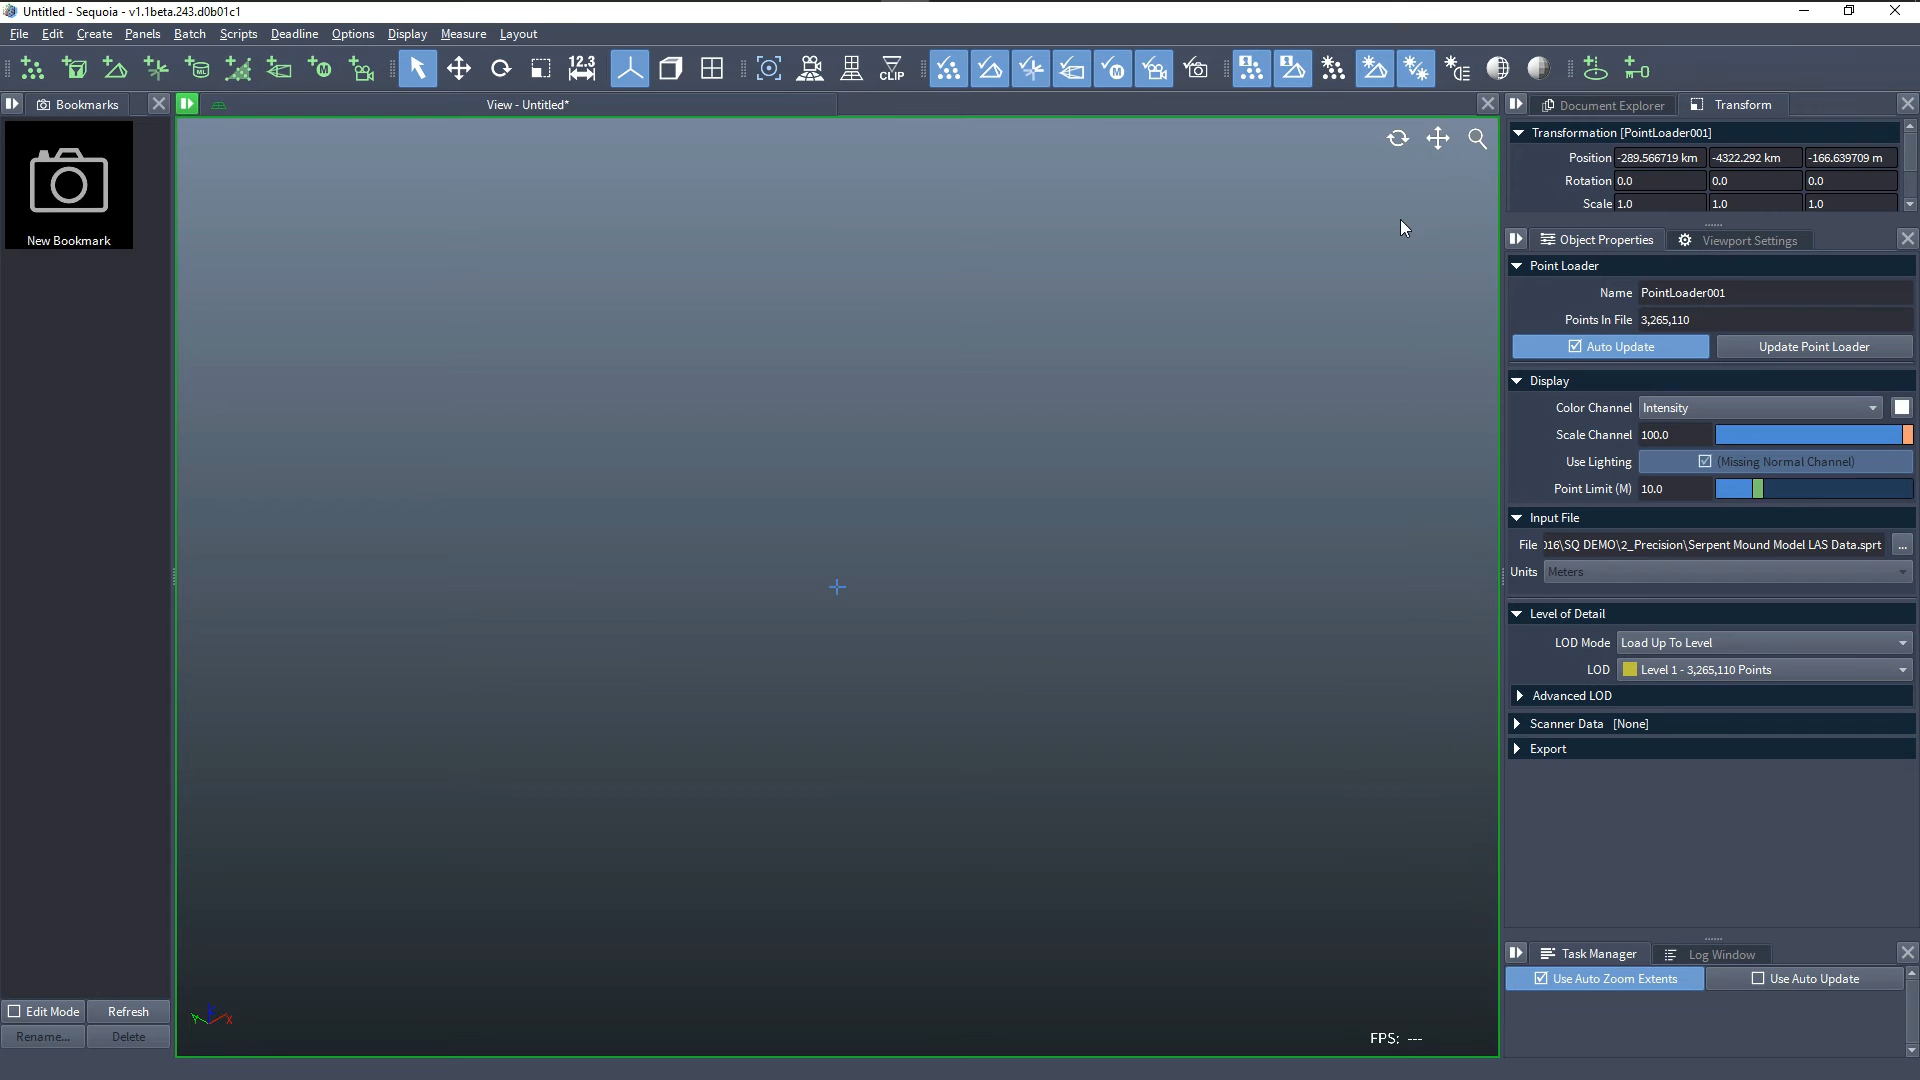 Untitled - Sequoia - v1.1beta.243.d0b01c1
File Edit Create Panels Batch Scripts Deadline Options Display Measure Layout
ML M 12.3 CLIP M 1 1
Bookmarks
View - Untitled*
Document Explorer Transform
New Bookmark
Transformation [PointLoader001]
Position -289.566719 km -4322.292 km -166.639709 m
Rotation 0.0 0.0 0.0
Scale 1.0 1.0 1.0
Object Properties Viewport Settings
Point Loader
Name PointLoader001
Points In File 3,265,110
Auto Update Update Point Loader
Display
Color Channel Intensity
Scale Channel 100.0
Use Lighting (Missing Normal Channel)
Point Limit (M) 10.0
Input File
File 016\SQ DEMO\2_Precision\Serpent Mound Model LAS Data.sprt ...
Units Meters
Level of Detail
LOD Mode Load Up To Level
LOD Level 1 - 3,265,110 Points
Advanced LOD
Scanner Data [None]
Export
Task Manager Log Window
Use Auto Zoom Extents Use Auto Update
Edit Mode Refresh
Rename... Delete
Y X
FPS: ---